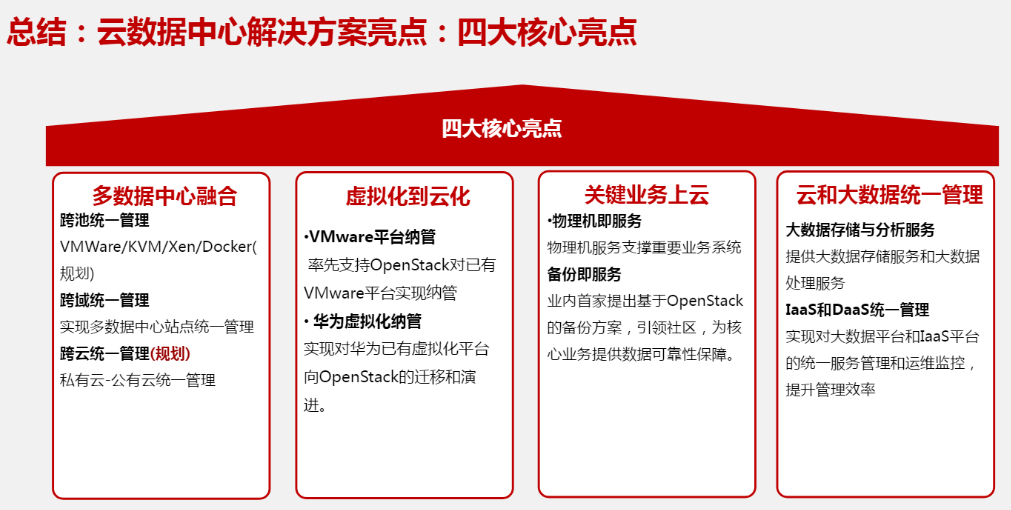 总结：云数据中心解决方案亮点：四大核心亮点
四大核心亮点
多数据中心融合
跨池统一管理
VMWare/KVM/Xen/Docker(
规划)
跨域统一管理
实现多数据中心站点统一管理
跨云统一管理(规划)
私有云-公有云统一管理
虚拟化到云化
•VMware平台纳管
率先支持OpenStack对已有
VMware平台实现纳管
• 华为虚拟化纳管
实现对华为已有虚拟化平台
向OpenStack的迁移和演
进。
关键业务上云
•物理机即服务
物理机服务支撑重要业务系统
备份即服务
业内首家提出基于OpenStack
的备份方案，引领社区，为核
心业务提供数据可靠性保障。
云和大数据统一管理
大数据存储与分析服务
提供大数据存储服务和大数据
处理服务
IaaS和DaaS统一管理
实现对大数据平台和IaaS平台
的统一服务管理和运维监控，
提升管理效率